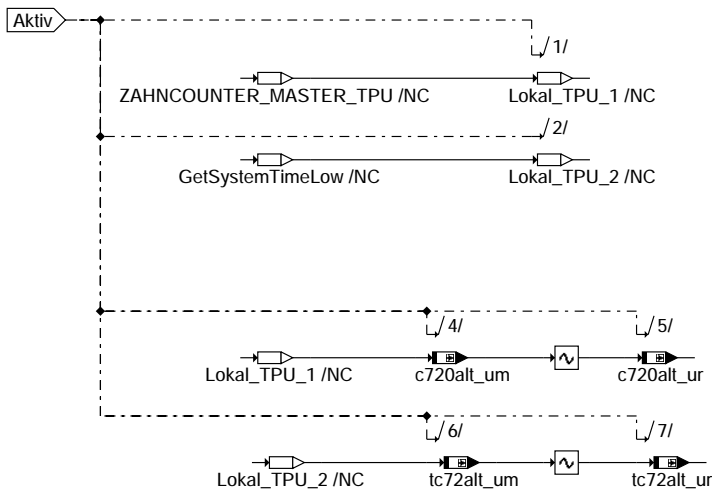 Aktiv
/1/
ZAHNCOUNTER_MASTER_TPU /NC Lokal_TPU_1 /NC
/2/
GetSystemTimeLow /NC Lokal_TPU_2 /NC
/4/ /5/
Lokal_TPU_1 /NC c720alt_um c720alt_ur
/6/ /7/
Lokal_TPU_2 /NC tc72alt_um tc72alt_ur